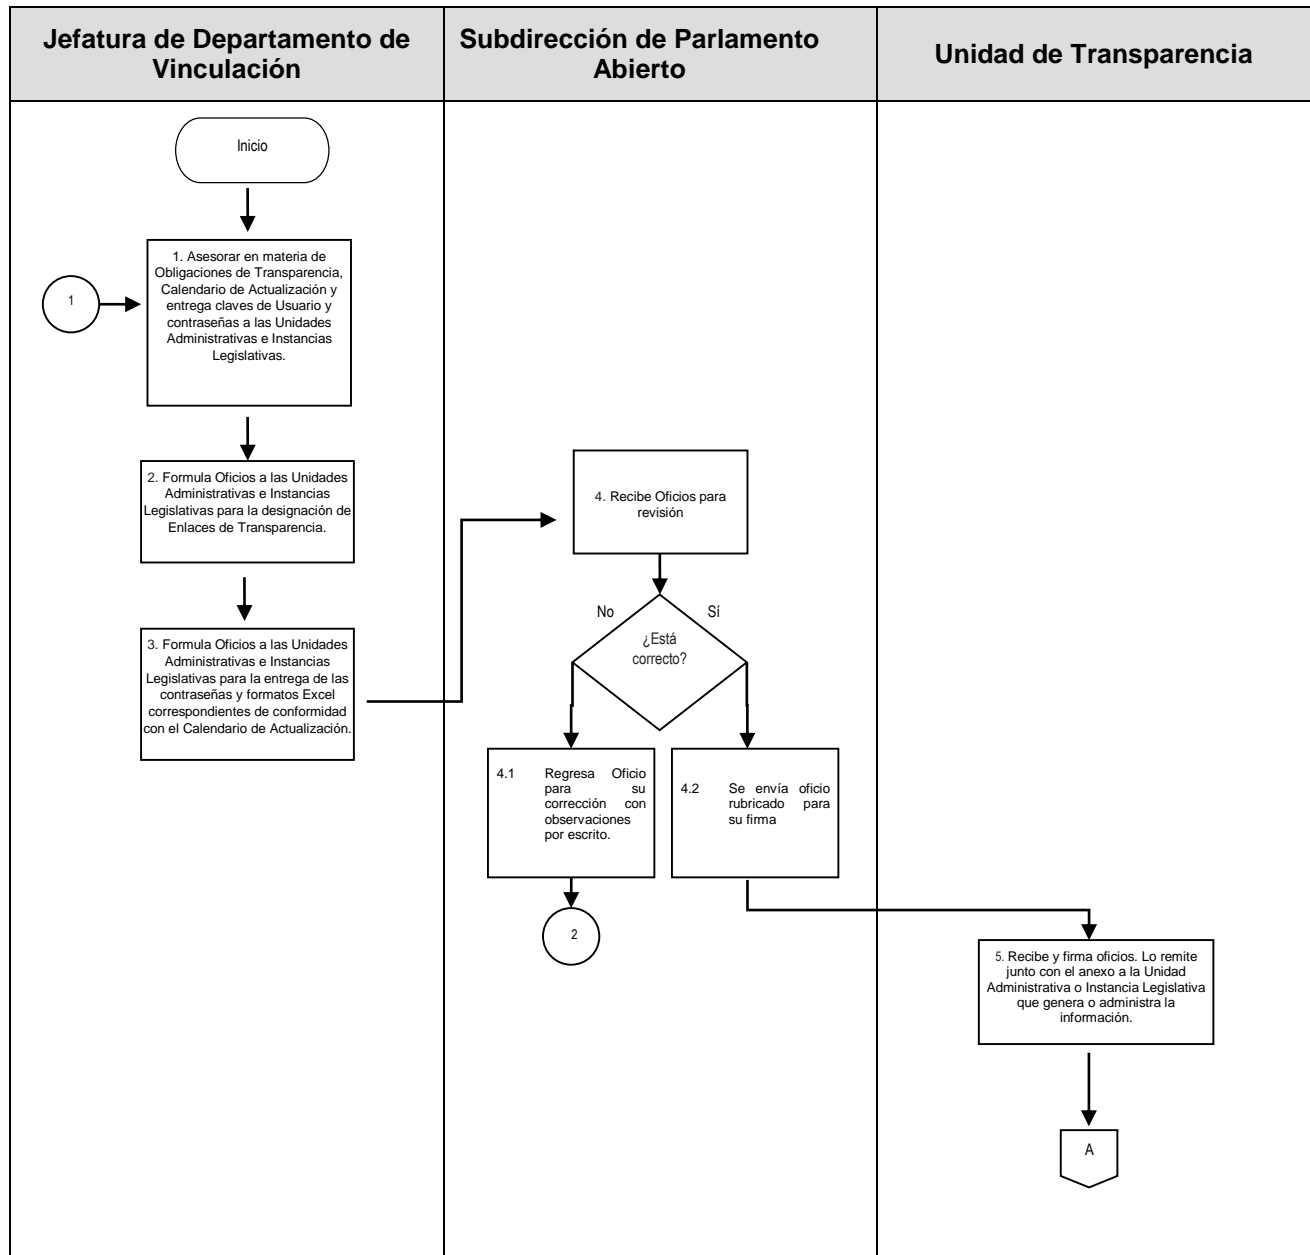 Jefatura de Departamento de
Vinculación
Subdirección de Parlamento
Abierto
Unidad de Transparencia
Inicio
1. Asesorar en materia de
Obligaciones de Transparencia,
Calendario de Actualización y
entrega claves de Usuario y
contraseñas a las Unidades
Administrativas e Instancias
Legislativas.
1
2. Formula Oficios a las Unidades
Administrativas e Instancias
Legislativas para la designación de
Enlaces de Transparencia.
3. Formula Oficios a las Unidades
Administrativas e Instancias
Legislativas para la entrega de las
contraseñas y formatos Excel
correspondientes de conformidad
con el Calendario de Actualización.
4. Recibe Oficios para
revisión
No
Sí
¿Está
correcto?
4.1 Regresa Oficio
para su
corrección con
observaciones
por escrito.
4.2 Se envía oficio
rubricado para
su firma
2
5. Recibe y firma oficios. Lo remite
junto con el anexo a la Unidad
Administrativa o Instancia Legislativa
que genera o administra la
información.
A